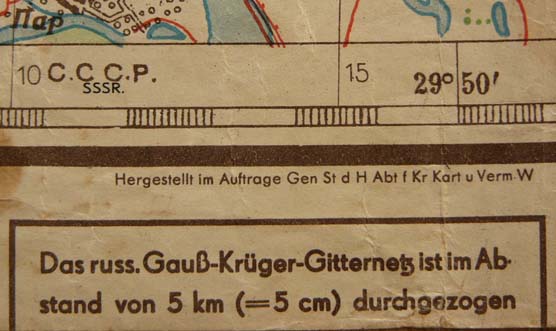 Пар
10 С.С.С.Р. 15 29° 50'
SSSR.
Hergestellt im Auftrage Gen St d H Abt f Kr Kart u Verm W
Das russ. Gauß-Krüger-Gitternetz ist im Ab-
stand von 5 km (=5 cm) durchgezogen